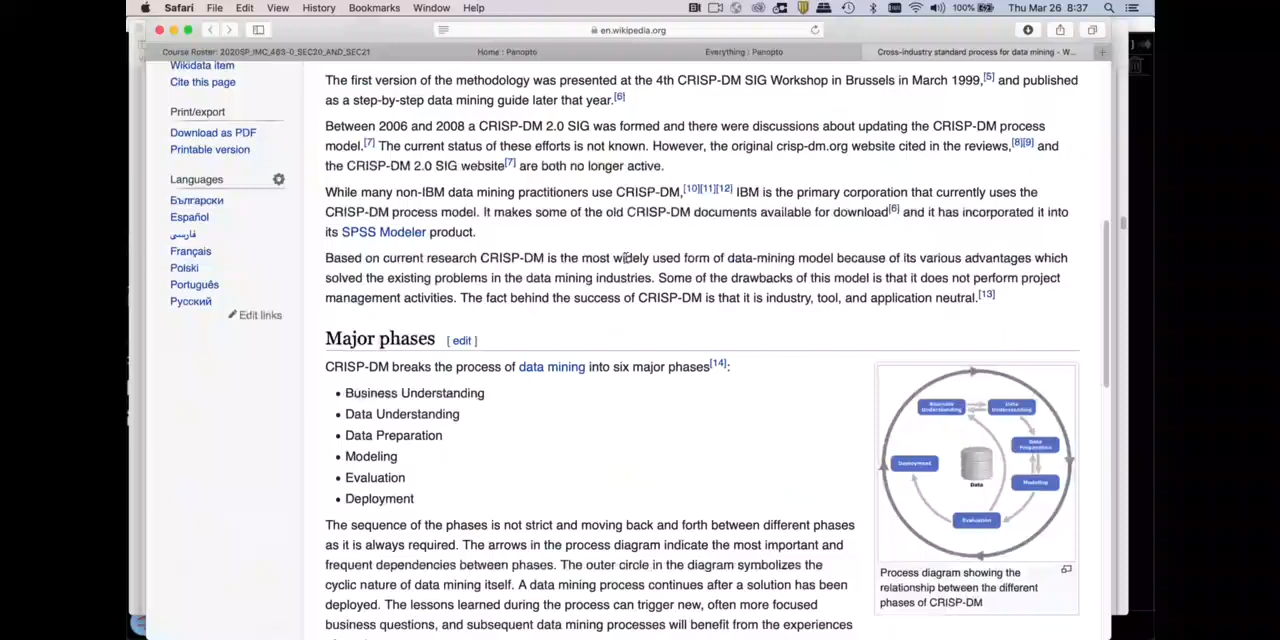 Safari File Edit View History Bookmarks Window Help 100% Thu Mar 26 8:37
en.wikipedia.org
Course Roster: 2020SP_IMC_463-0_SEC20_AND_SEC21
Home : Panopto
Everything | Panopto
Cross-industry standard process for data mining - W...
Wikidata item
Cite this page
Print/export
Download as PDF
Printable version
Languages
Български
Español
فارسی
Français
Polski
Português
Русский
Edit links
The first version of the methodology was presented at the 4th CRISP-DM SIG Workshop in Brussels in March 1999,[5] and published
as a step-by-step data mining guide later that year.[6]
Between 2006 and 2008 a CRISP-DM 2.0 SIG was formed and there were discussions about updating the CRISP-DM process
model.[7] The current status of these efforts is not known. However, the original crisp-dm.org website cited in the reviews,[8][9] and
the CRISP-DM 2.0 SIG website[7] are both no longer active.
While many non-IBM data mining practitioners use CRISP-DM,[10][11][12] IBM is the primary corporation that currently uses the
CRISP-DM process model. It makes some of the old CRISP-DM documents available for download[6] and it has incorporated it into
its SPSS Modeler product.
Based on current research CRISP-DM is the most widely used form of data-mining model because of its various advantages which
solved the existing problems in the data mining industries. Some of the drawbacks of this model is that it does not perform project
management activities. The fact behind the success of CRISP-DM is that it is industry, tool, and application neutral.[13]
Major phases [ edit ]
CRISP-DM breaks the process of data mining into six major phases[14]:
• Business Understanding
• Data Understanding
• Data Preparation
• Modeling
• Evaluation
• Deployment
The sequence of the phases is not strict and moving back and forth between different phases
as it is always required. The arrows in the process diagram indicate the most important and
frequent dependencies between phases. The outer circle in the diagram symbolizes the
cyclic nature of data mining itself. A data mining process continues after a solution has been
deployed. The lessons learned during the process can trigger new, often more focused
business questions, and subsequent data mining processes will benefit from the experiences
Business
Understanding
Data
Understanding
Data
Preparation
Deployment
Data
Modeling
Evaluation
Process diagram showing the
relationship between the different
phases of CRISP-DM